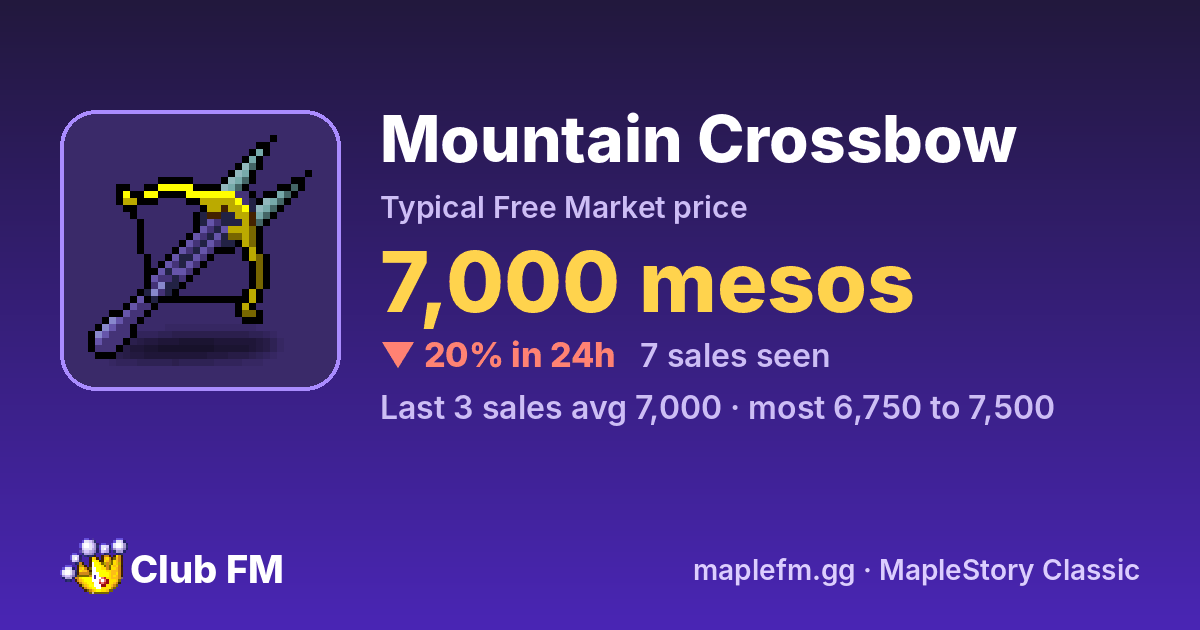 Mountain Crossbow
Typical Free Market price
7,000 mesos
▼ 20% in 24h 7 sales seen
Last 3 sales avg 7,000 · most 6,750 to 7,500
Club FM
maplefm.gg · MapleStory Classic